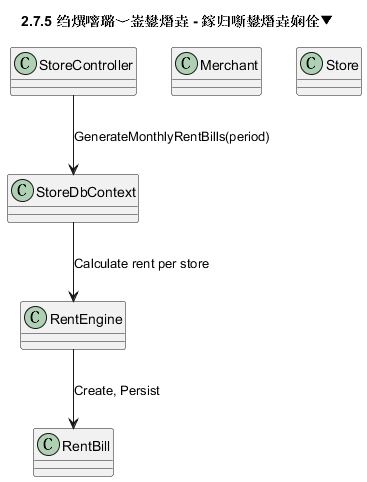 2.7.5 绉熼噾璐︺崟鐢熸垚 - 鎵归噺鐢熸垚娴佺▼
StoreController
Merchant
Store
GenerateMonthlyRentBills(period)
StoreDbContext
Calculate rent per store
RentEngine
Create, Persist
RentBill